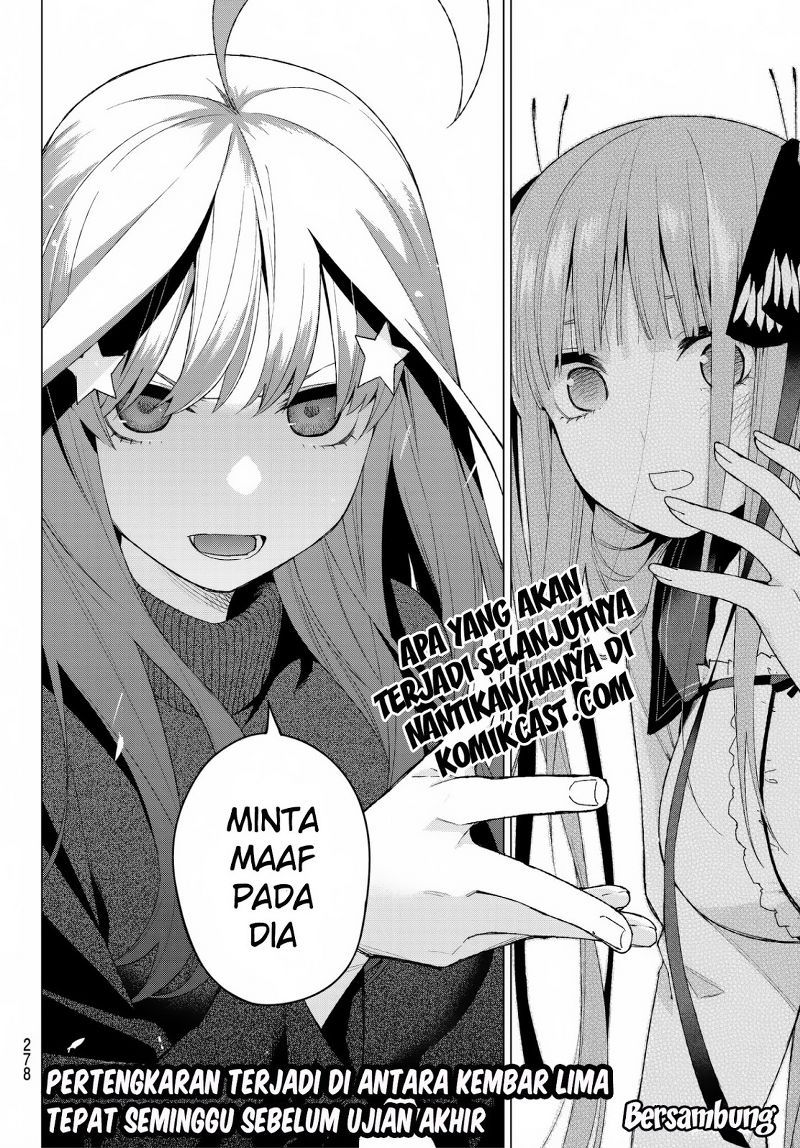 APA YANG AKAN
TERJADI SELANJUTNYA
NANTIKAN HANYA DI
KOMIKCAST.COM
MINTA
MAAF
PADA
DIA
278
PERTENGKARAN TERJADI DI ANTARA KEMBAR LIMA
TEPAT SEMINGGU SEBELUM UJIAN AKHIR
Bersambung